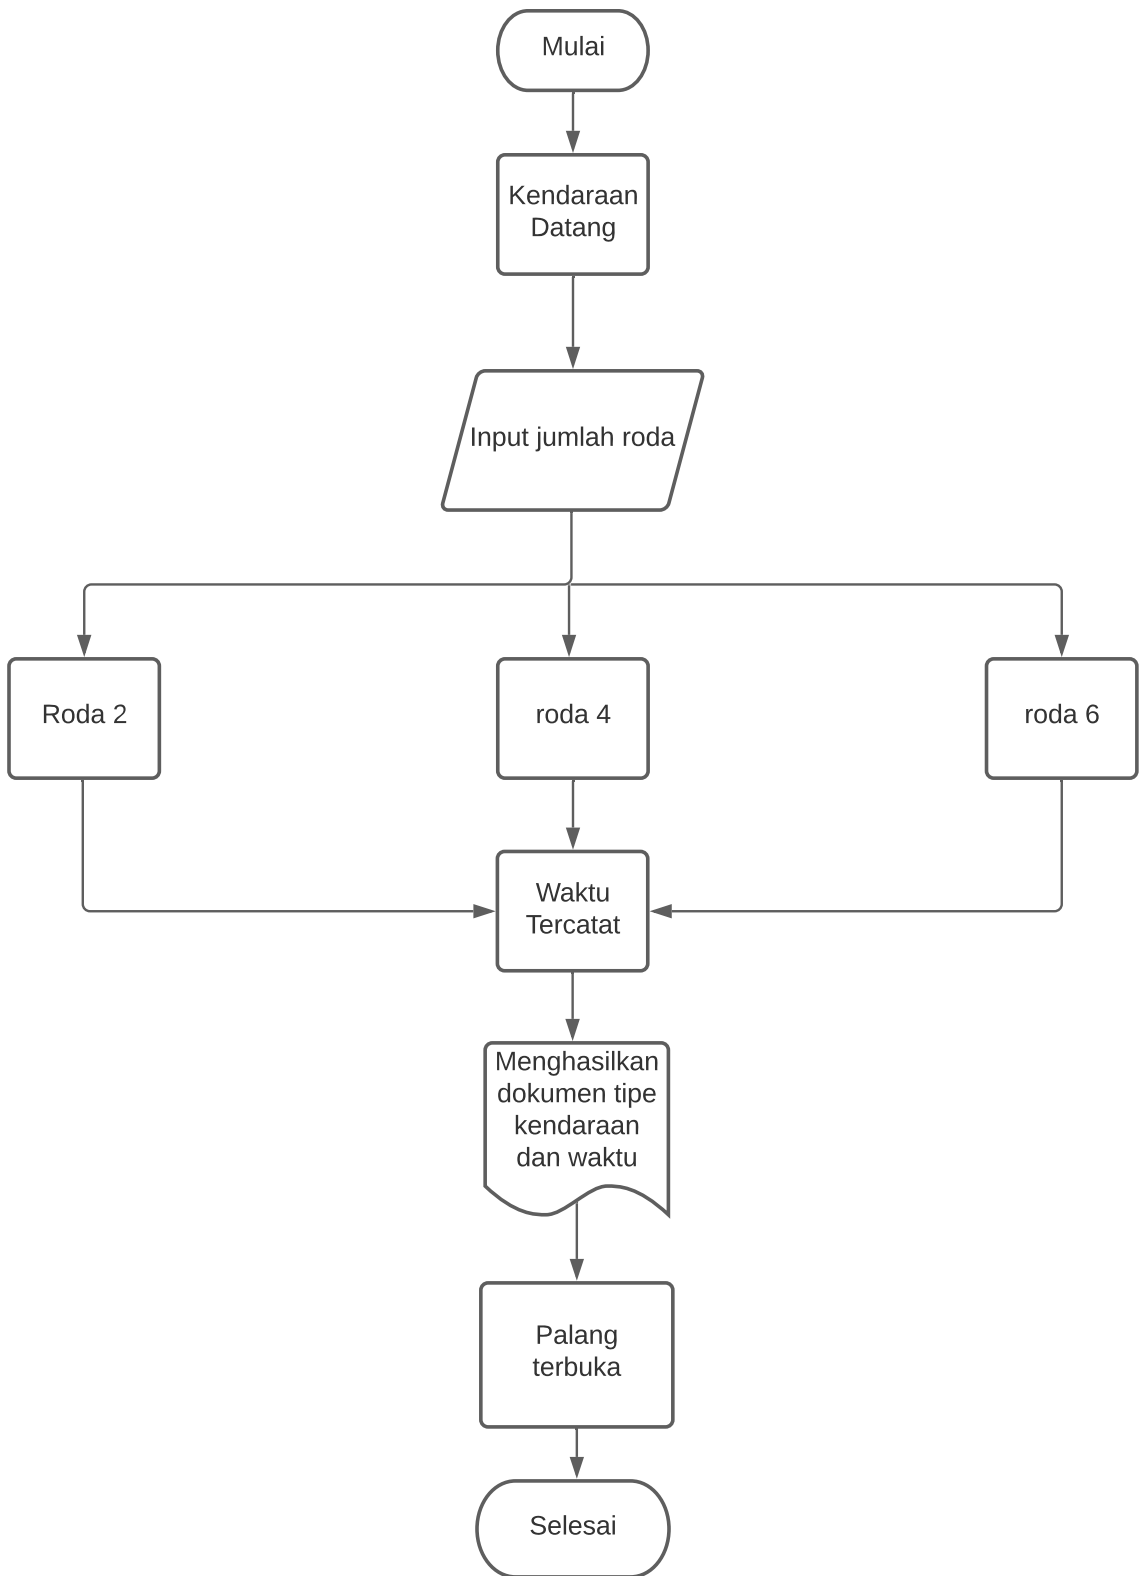 Mulai
Kendaraan
Datang
Input jumlah roda
Roda 2
roda 4
roda 6
Waktu
Tercatat
Menghasilkan
dokumen tipe
kendaraan
dan waktu
Palang
terbuka
Selesai